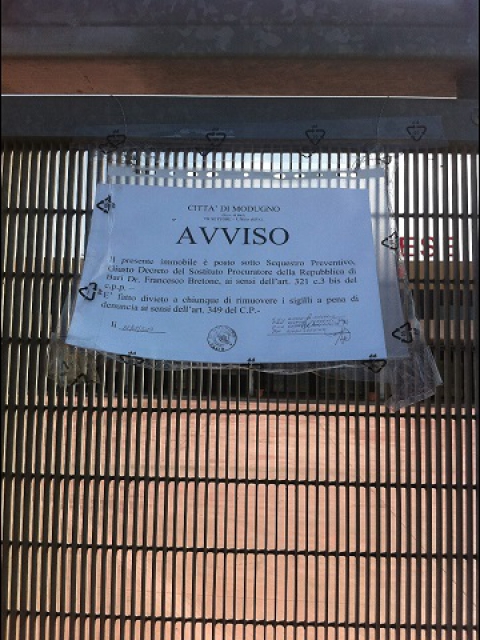 CITTA' DI MODUGNO
AVVISO
Il presente immobile è posto sotto Sequestro Preventivo,
Giusto Decreto del Sostituto Procuratore della Repubblica di
Bari Dr. Francesco Bretone, ai sensi dell'art. 321 c.3 bis del
c.p.p. –
E' fatto divieto a chiunque di rimuovere i sigilli a pena di
denuncia ai sensi dell'art. 349 del C.P.-
ESE